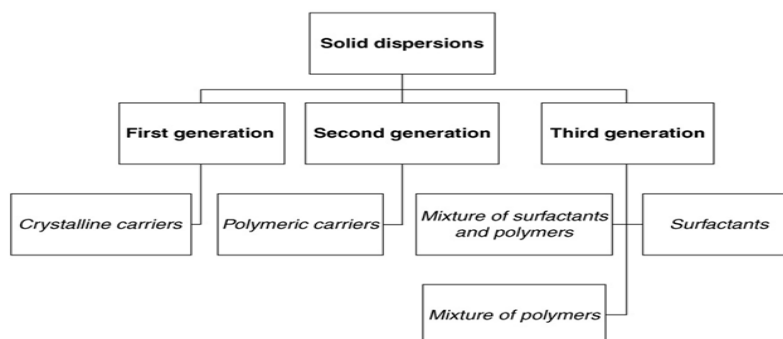 Solid dispersions
First generation
Second generation
Third generation
Crystalline carriers
Polymeric carriers
Mixture of surfactants
and polymers
Surfactants
Mixture of polymers